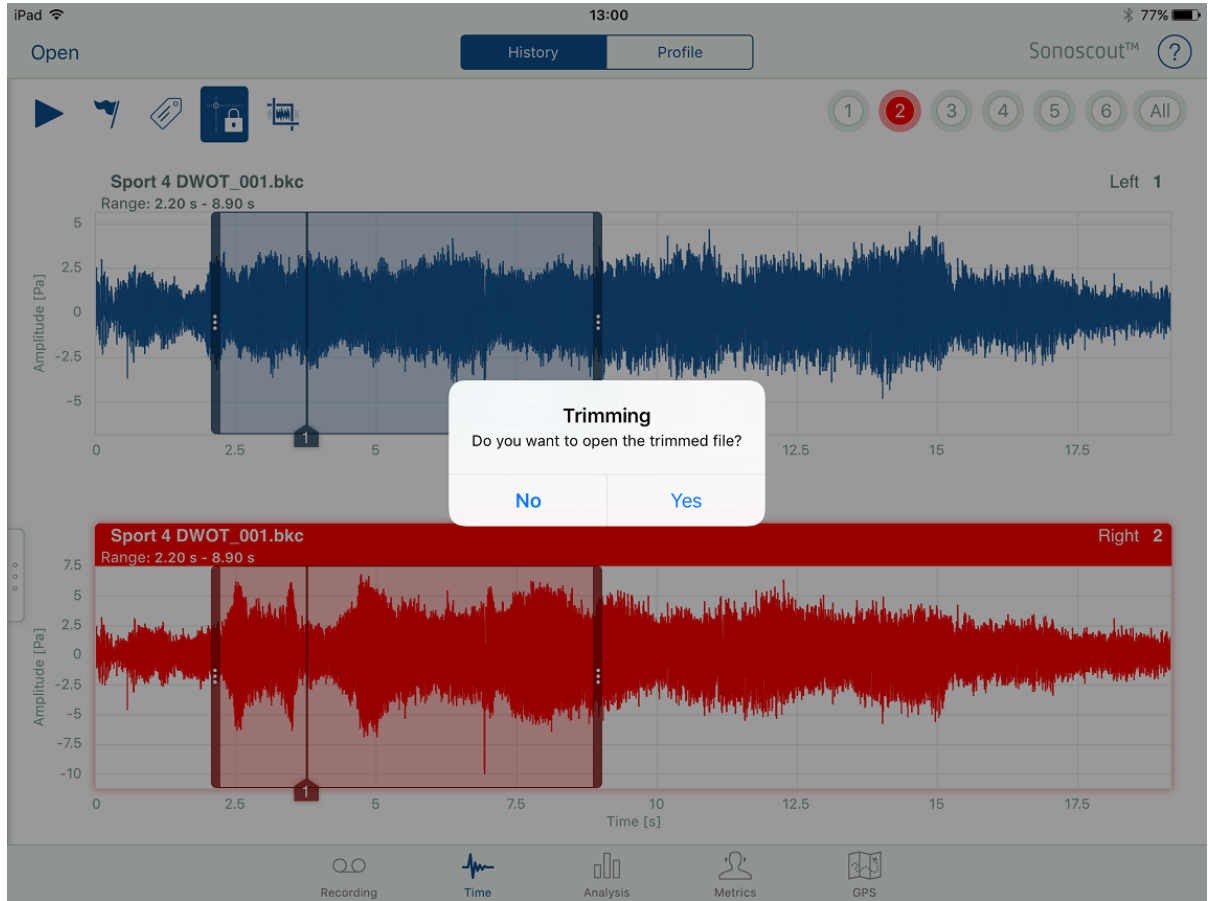 iPad 13:00 77%
Open History Profile Sonoscout™ ?
1 2 3 4 5 6 All
Sport 4 DWOT_001.bkc Left 1
Range: 2.20 s - 8.90 s
5
2.5
0
-2.5
-5
Amplitude [Pa]
1
0 2.5 5 12.5 15 17.5
Trimming
Do you want to open the trimmed file?
No Yes
Sport 4 DWOT_001.bkc Right 2
Range: 2.20 s - 8.90 s
7.5
5
2.5
0
-2.5
-5
-7.5
-10
Amplitude [Pa]
1
0 2.5 5 7.5 10 12.5 15 17.5
Time [s]
Recording Time Analysis Metrics GPS